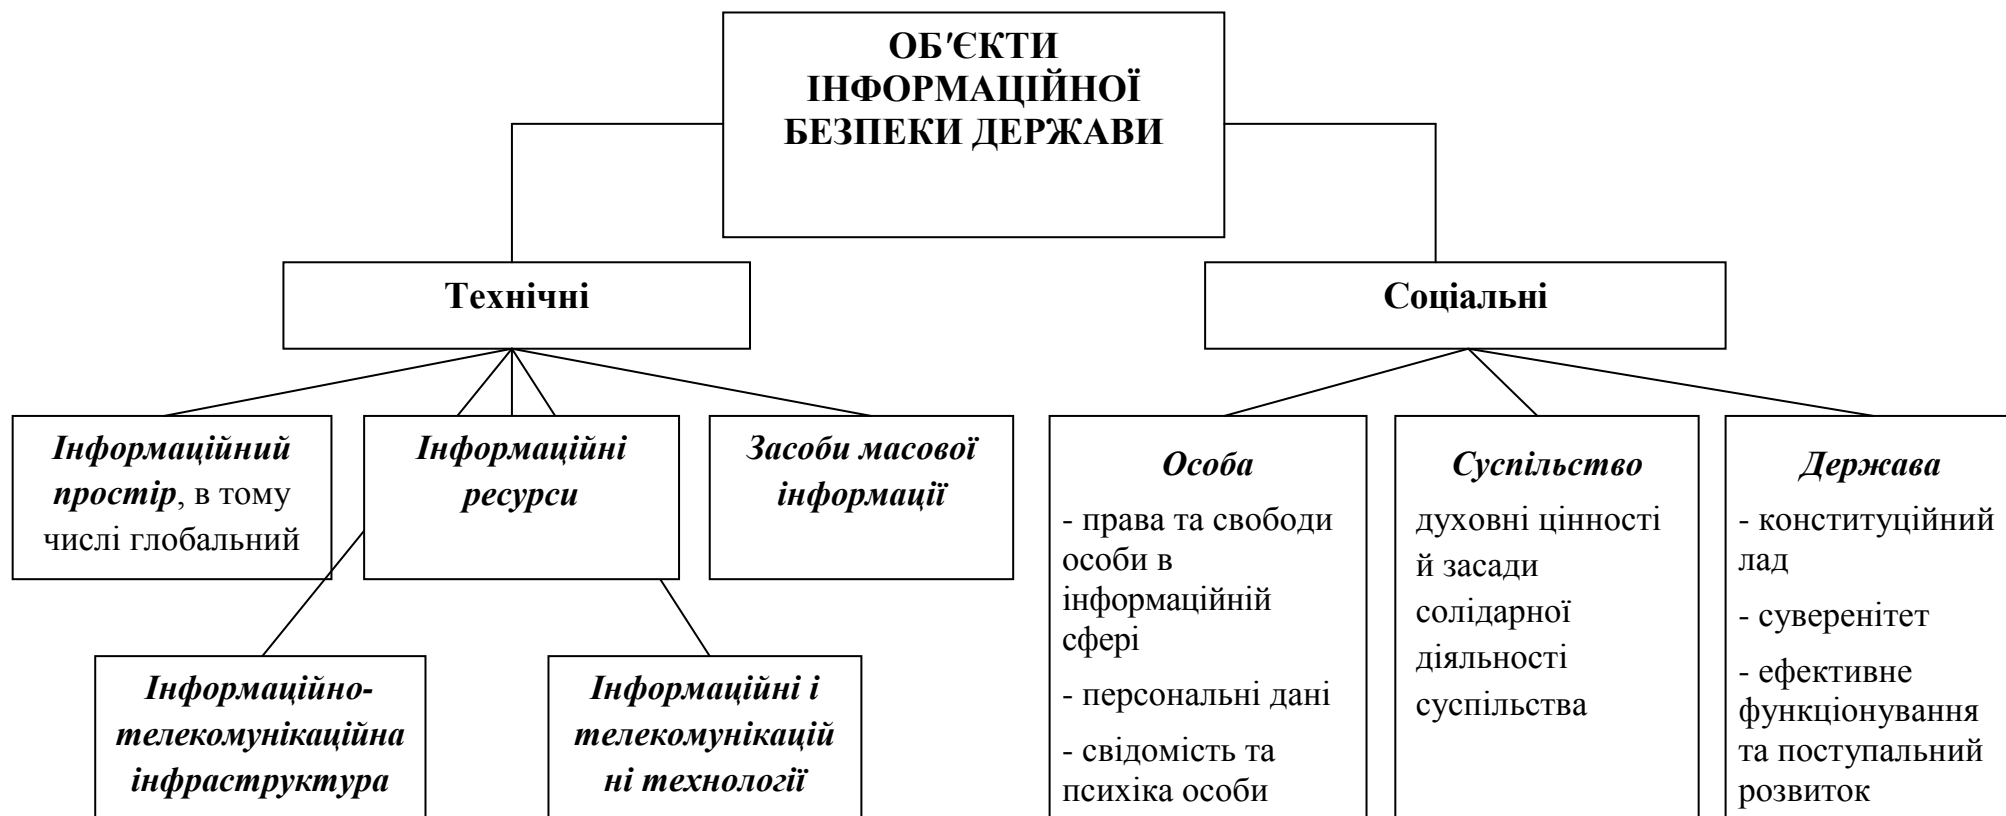 ОБ'ЄКТИ
ІНФОРМАЦІЙНОЇ
БЕЗПЕКИ ДЕРЖАВИ
Технічні
Соціальні
Інформаційний
простір, в тому
числі глобальний
Інформаційні
ресурси
Засоби масової
інформації
Інформаційно-
телекомунікаційна
інфраструктура
Інформаційні і
телекомунікацій
ні технології
Особа
- права та свободи
особи в
інформаційній
сфері
- персональні дані
- свідомість та
психіка особи
Суспільство
духовні цінності
й засади
солідарної
діяльності
суспільства
Держава
- конституційний
лад
- суверенітет
- ефективне
функціонування
та поступальний
розвиток